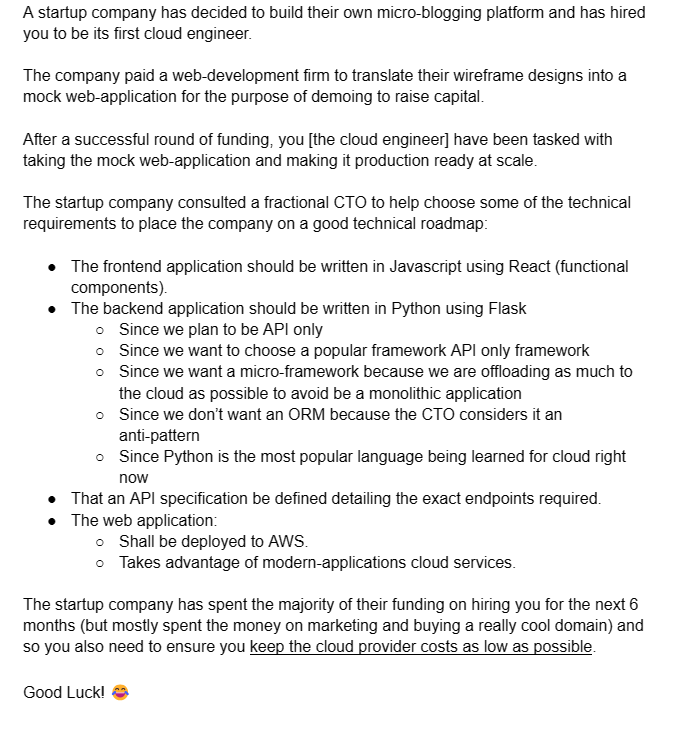 A startup company has decided to build their own micro-blogging platform and has hired
you to be its first cloud engineer.
The company paid a web-development firm to translate their wireframe designs into a
mock web-application for the purpose of demoing to raise capital.
After a successful round of funding, you [the cloud engineer] have been tasked with
taking the mock web-application and making it production ready at scale.
The startup company consulted a fractional CTO to help choose some of the technical
requirements to place the company on a good technical roadmap:
● The frontend application should be written in Javascript using React (functional
components).
● The backend application should be written in Python using Flask
○ Since we plan to be API only
○ Since we want to choose a popular framework API only framework
○ Since we want a micro-framework because we are offloading as much to
the cloud as possible to avoid be a monolithic application
○ Since we don't want an ORM because the CTO considers it an
anti-pattern
○ Since Python is the most popular language being learned for cloud right
now
● That an API specification be defined detailing the exact endpoints required.
● The web application:
○ Shall be deployed to AWS.
○ Takes advantage of modern-applications cloud services.
The startup company has spent the majority of their funding on hiring you for the next 6
months (but mostly spent the money on marketing and buying a really cool domain) and
so you also need to ensure you keep the cloud provider costs as low as possible.
Good Luck! 😂